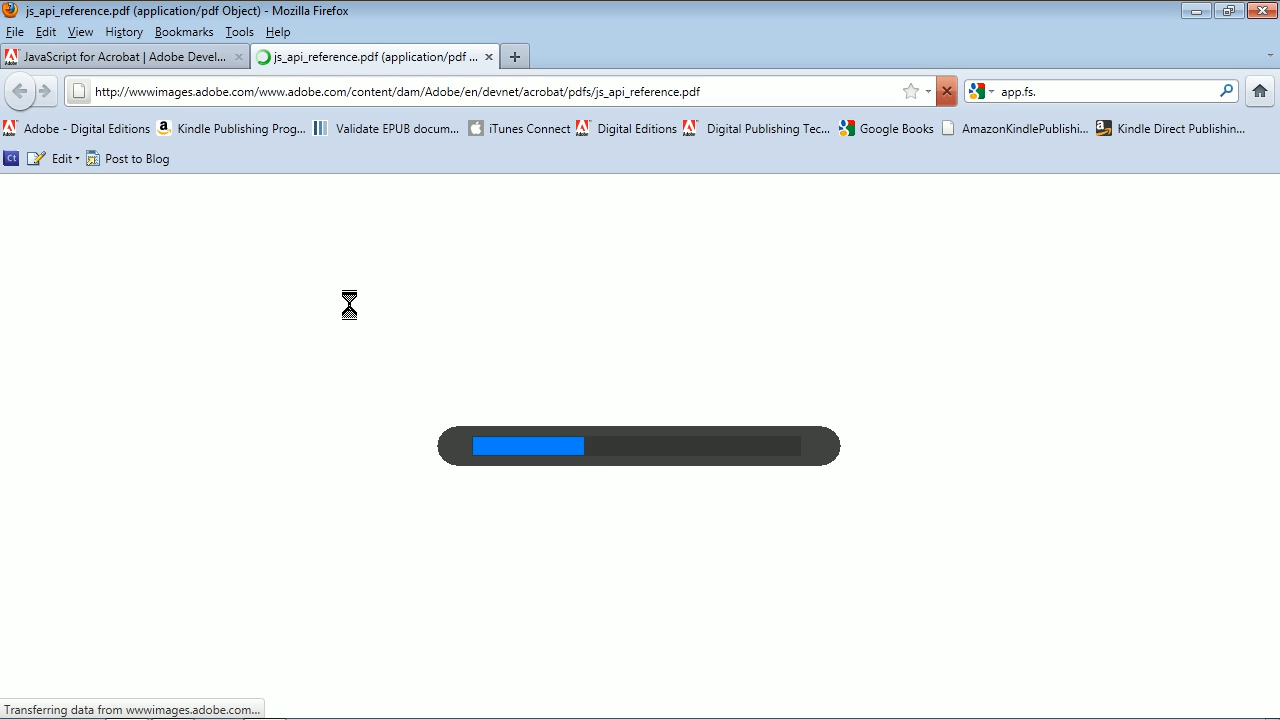 js_api_reference.pdf (application/pdf Object) - Mozilla Firefox
File Edit View History Bookmarks Tools Help
JavaScript for Acrobat | Adobe Devel... js_api_reference.pdf (application/pdf ...
http://wwwimages.adobe.com/www.adobe.com/content/dam/Adobe/en/devnet/acrobat/pdfs/js_api_reference.pdf app.fs.
Adobe - Digital Editions Kindle Publishing Prog... Validate EPUB docum... iTunes Connect Digital Editions Digital Publishing Tec... Google Books AmazonKindlePublishi... Kindle Direct Publishin...
Ct Edit Post to Blog
Transferring data from wwwimages.adobe.com...